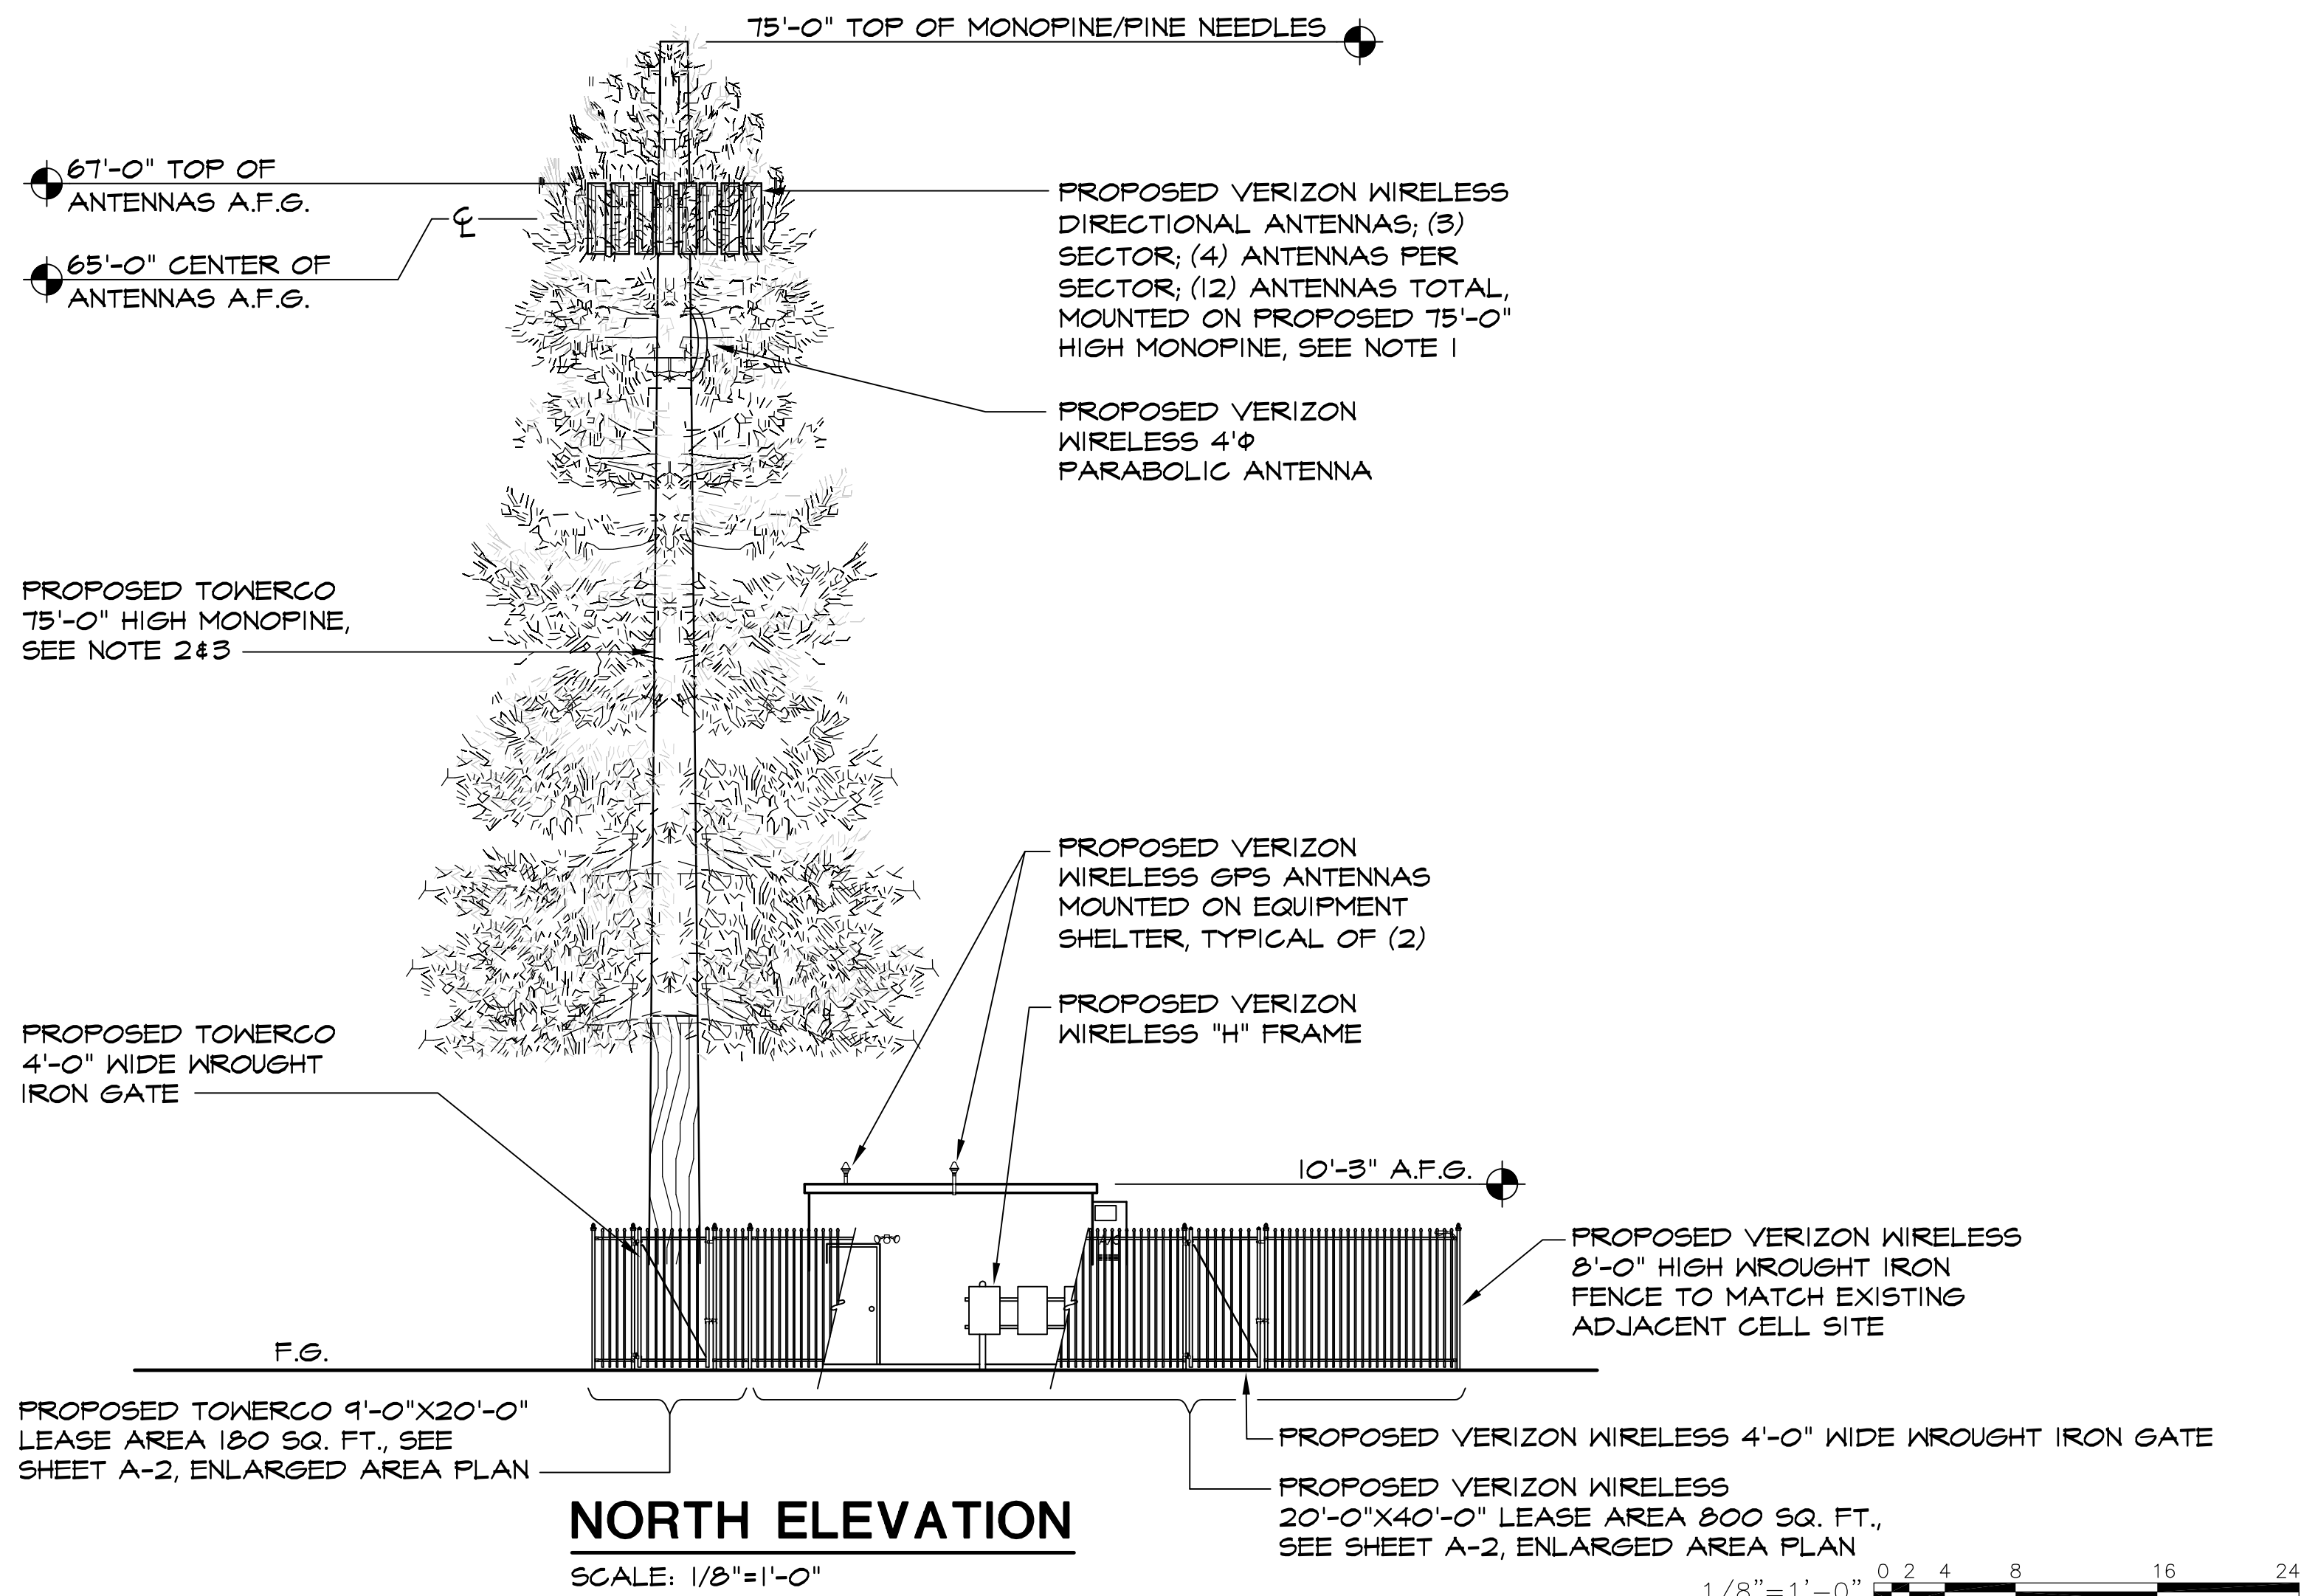 75'-0" TOP OF MONOPINE/PINE NEEDLES
67'-0" TOP OF
ANTENNAS A.F.G.
℄
65'-0" CENTER OF
ANTENNAS A.F.G.
PROPOSED VERIZON WIRELESS
DIRECTIONAL ANTENNAS; (3)
SECTOR; (4) ANTENNAS PER
SECTOR; (12) ANTENNAS TOTAL,
MOUNTED ON PROPOSED 75'-0"
HIGH MONOPINE, SEE NOTE 1
PROPOSED VERIZON
WIRELESS 4'Φ
PARABOLIC ANTENNA
PROPOSED TOWERCO
75'-0" HIGH MONOPINE,
SEE NOTE 2&3
PROPOSED VERIZON
WIRELESS GPS ANTENNAS
MOUNTED ON EQUIPMENT
SHELTER, TYPICAL OF (2)
PROPOSED VERIZON
WIRELESS "H" FRAME
PROPOSED TOWERCO
4'-0" WIDE WROUGHT
IRON GATE
10'-3" A.F.G.
PROPOSED VERIZON WIRELESS
8'-0" HIGH WROUGHT IRON
FENCE TO MATCH EXISTING
ADJACENT CELL SITE
F.G.
PROPOSED TOWERCO 9'-0"X20'-0"
LEASE AREA 180 SQ. FT., SEE
SHEET A-2, ENLARGED AREA PLAN
PROPOSED VERIZON WIRELESS 4'-0" WIDE WROUGHT IRON GATE
PROPOSED VERIZON WIRELESS
20'-0"X40'-0" LEASE AREA 800 SQ. FT.,
SEE SHEET A-2, ENLARGED AREA PLAN
NORTH ELEVATION
SCALE: 1/8"=1'-0"
0 2 4 8 16 24
1/8"=1'-0"